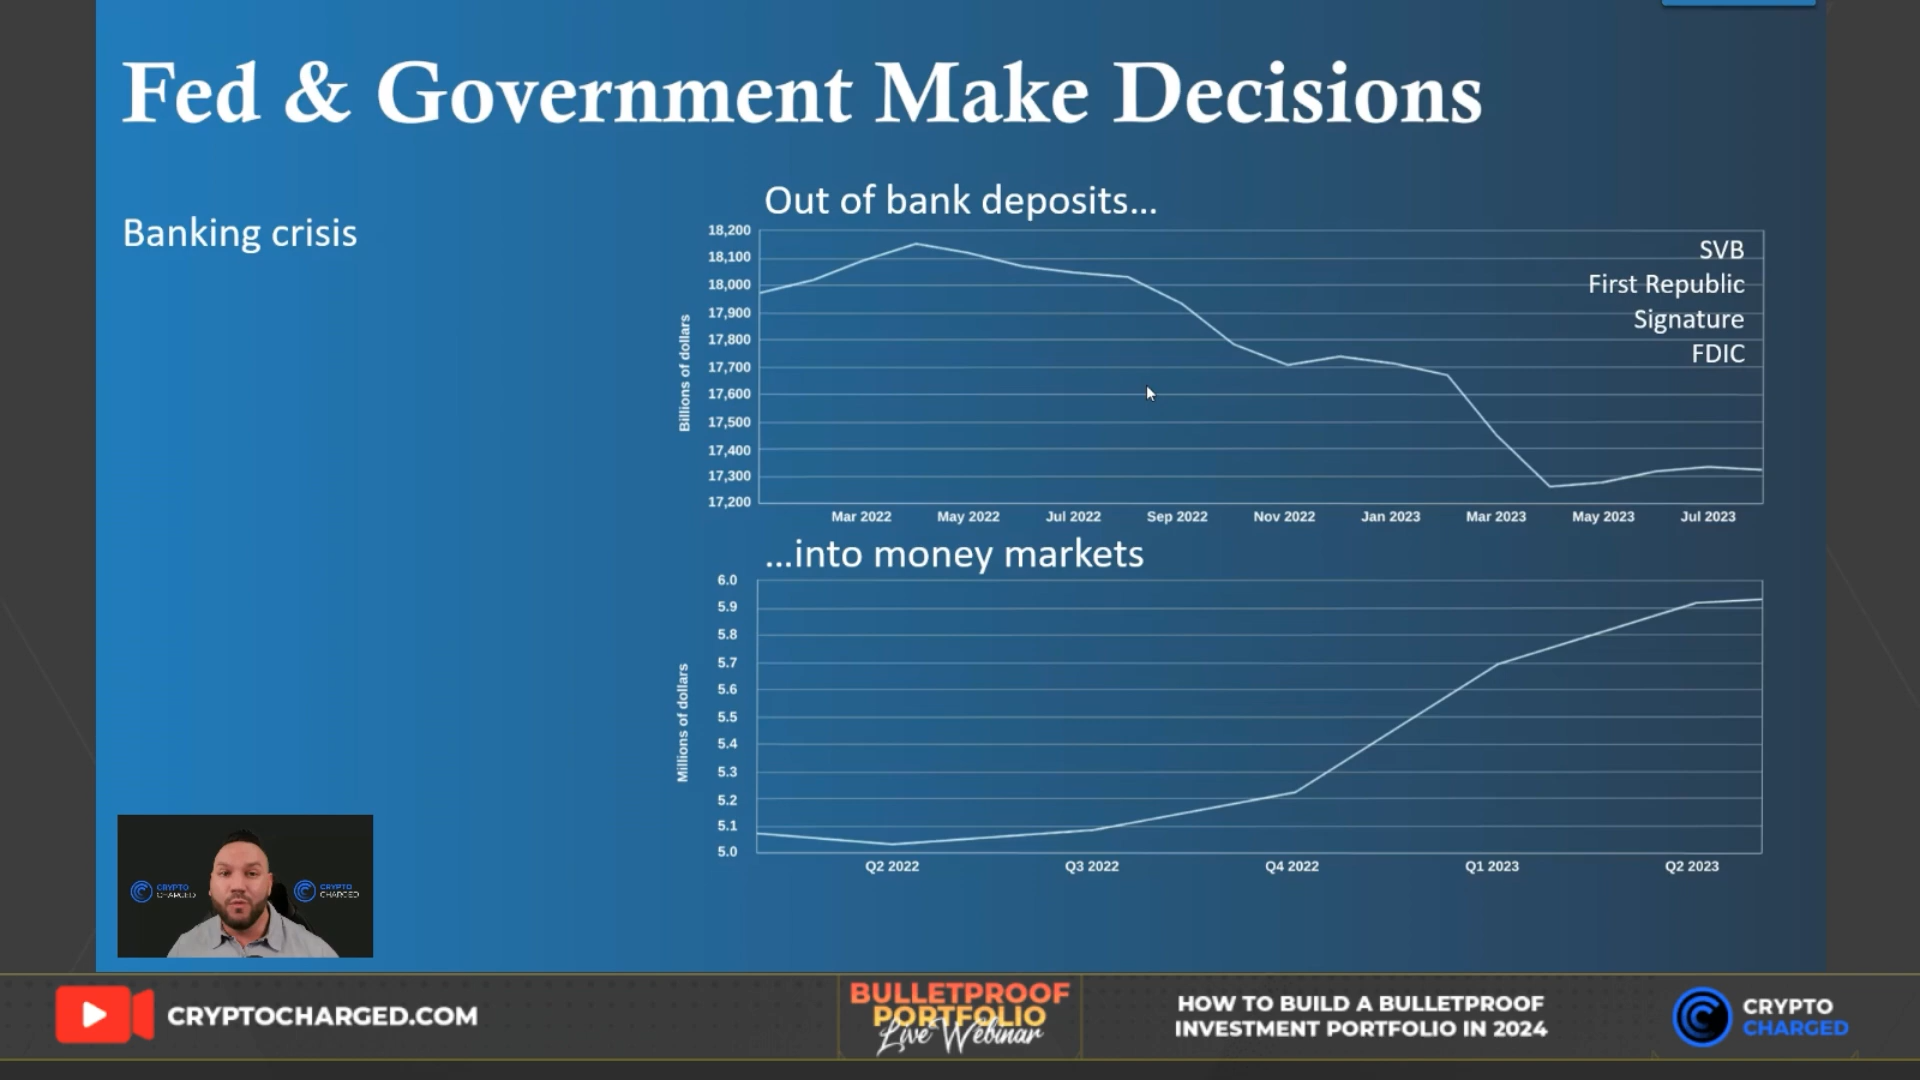 Fed & Government Make Decisions
Banking crisis
Out of bank deposits...
18,200
18,100
18,000
17,900
17,800
17,700
17,600
17,500
17,400
17,300
17,200
Billions of dollars
SVB
First Republic
Signature
FDIC
Mar 2022 May 2022 Jul 2022 Sep 2022 Nov 2022 Jan 2023 Mar 2023 May 2023 Jul 2023
...into money markets
6.0
5.9
5.8
5.7
5.6
5.5
5.4
5.3
5.2
5.1
5.0
Millions of dollars
Q2 2022 Q3 2022 Q4 2022 Q1 2023 Q2 2023
CRYPTO
CHARGED
CRYPTO
CHARGED
CRYPTOCHARGED.COM
BULLETPROOF
PORTFOLIO
Live Webinar
HOW TO BUILD A BULLETPROOF
INVESTMENT PORTFOLIO IN 2024
CRYPTO
CHARGED